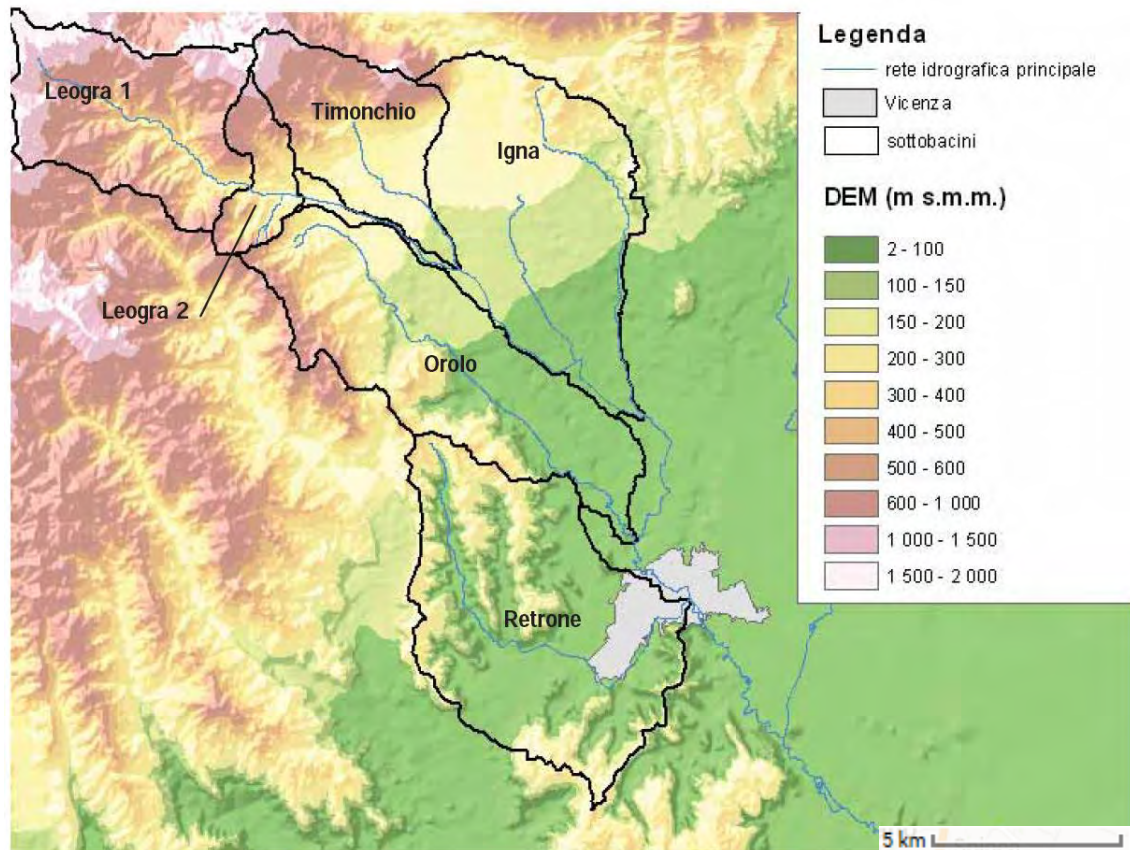 Leogra 1
Timonchio
Igna
Leogra 2
Orolo
Retrone
Legenda
rete idrografica principale
Vicenza
sottobacini
DEM (m s.m.m.)
2 - 100
100 - 150
150 - 200
200 - 300
300 - 400
400 - 500
500 - 600
600 - 1 000
1 000 - 1 500
1 500 - 2 000
5 km